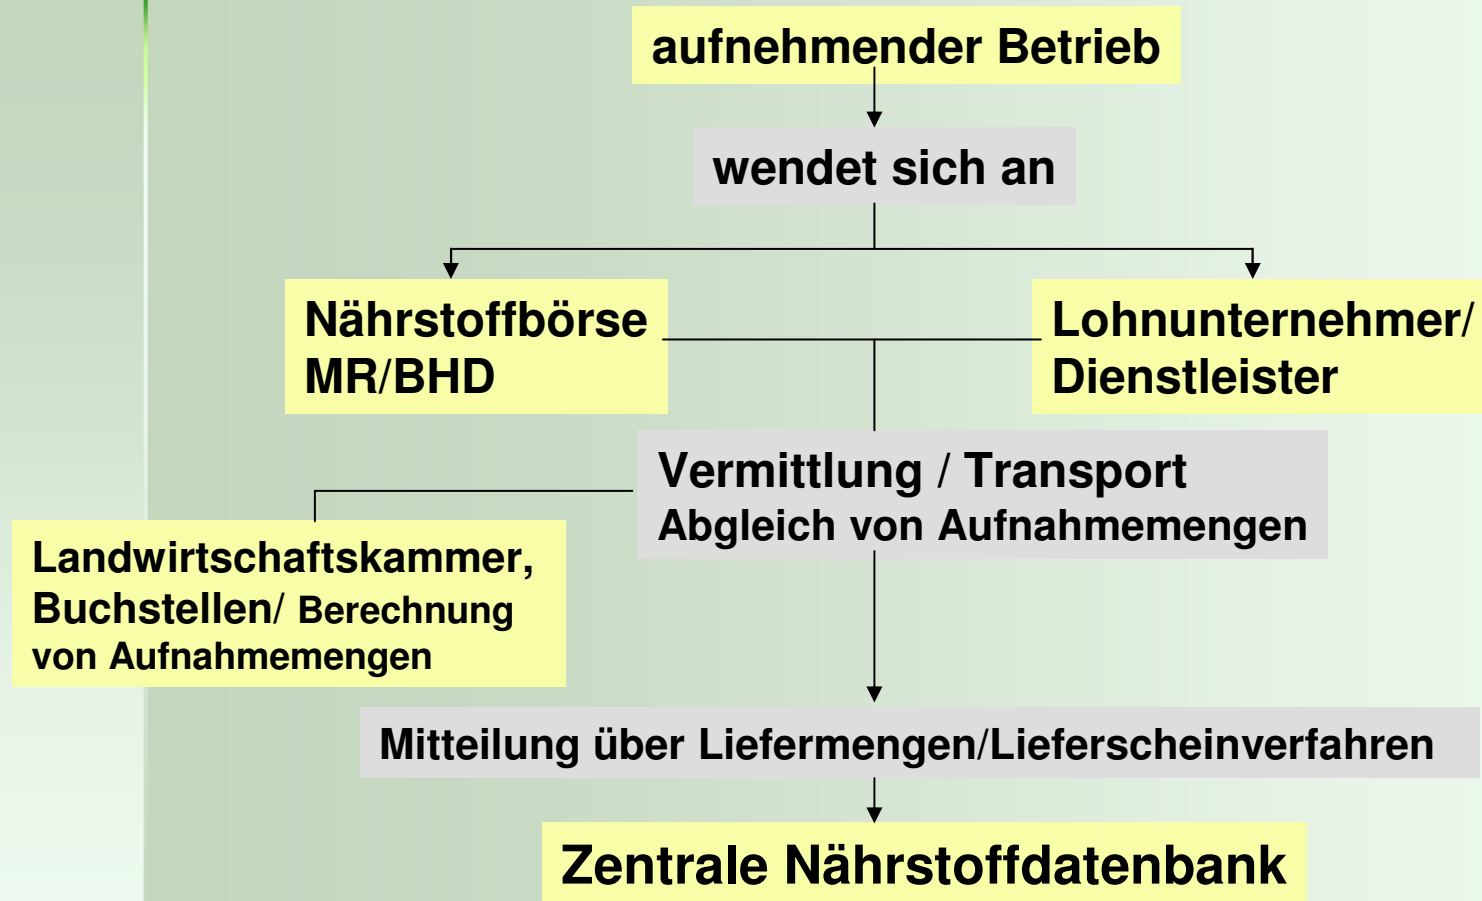 aufnehmender Betrieb
wendet sich an
Nährstoffbörse
MR/BHD
Lohnunternehmer/
Dienstleister
Vermittlung / Transport
Abgleich von Aufnahmemengen
Landwirtschaftskammer,
Buchstellen/ Berechnung
von Aufnahmemengen
Mitteilung über Liefermengen/Lieferscheinverfahren
Zentrale Nährstoffdatenbank